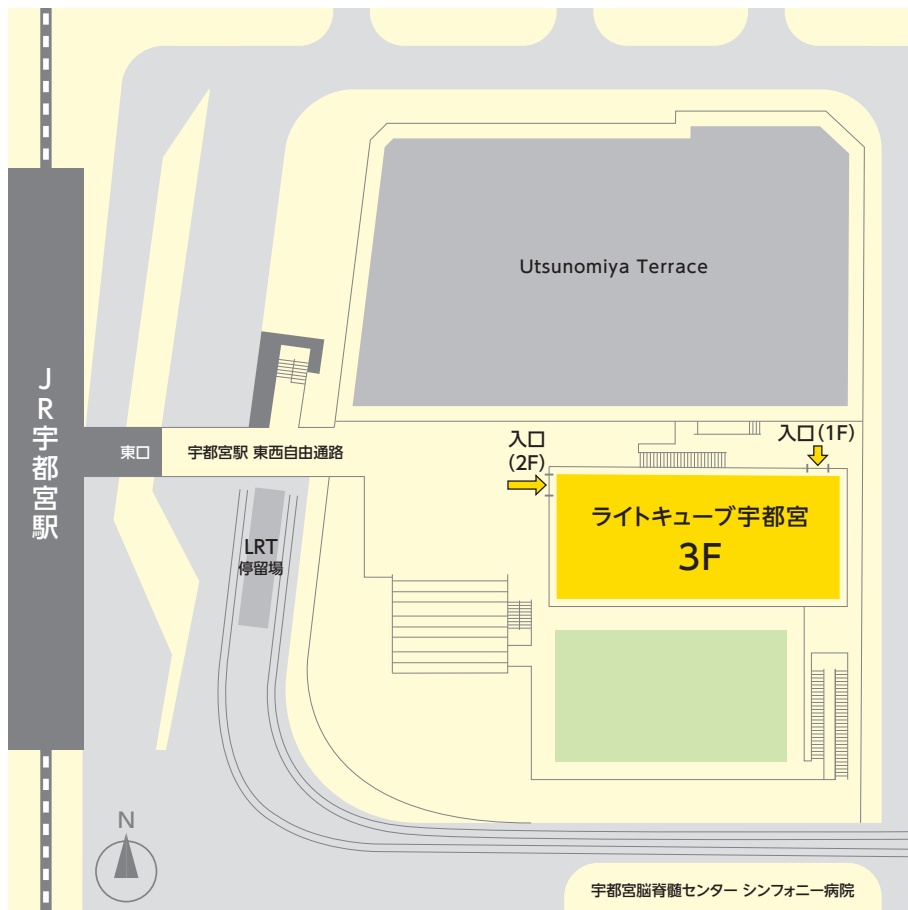 Utsunomiya Terrace
JR宇都宮駅
東口
宇都宮駅 東西自由通路
入口
(2F)
入口(1F)
ライトキューブ宇都宮
3F
LRT
停留場
N
宇都宮脳脊髄センター シンフォニー病院